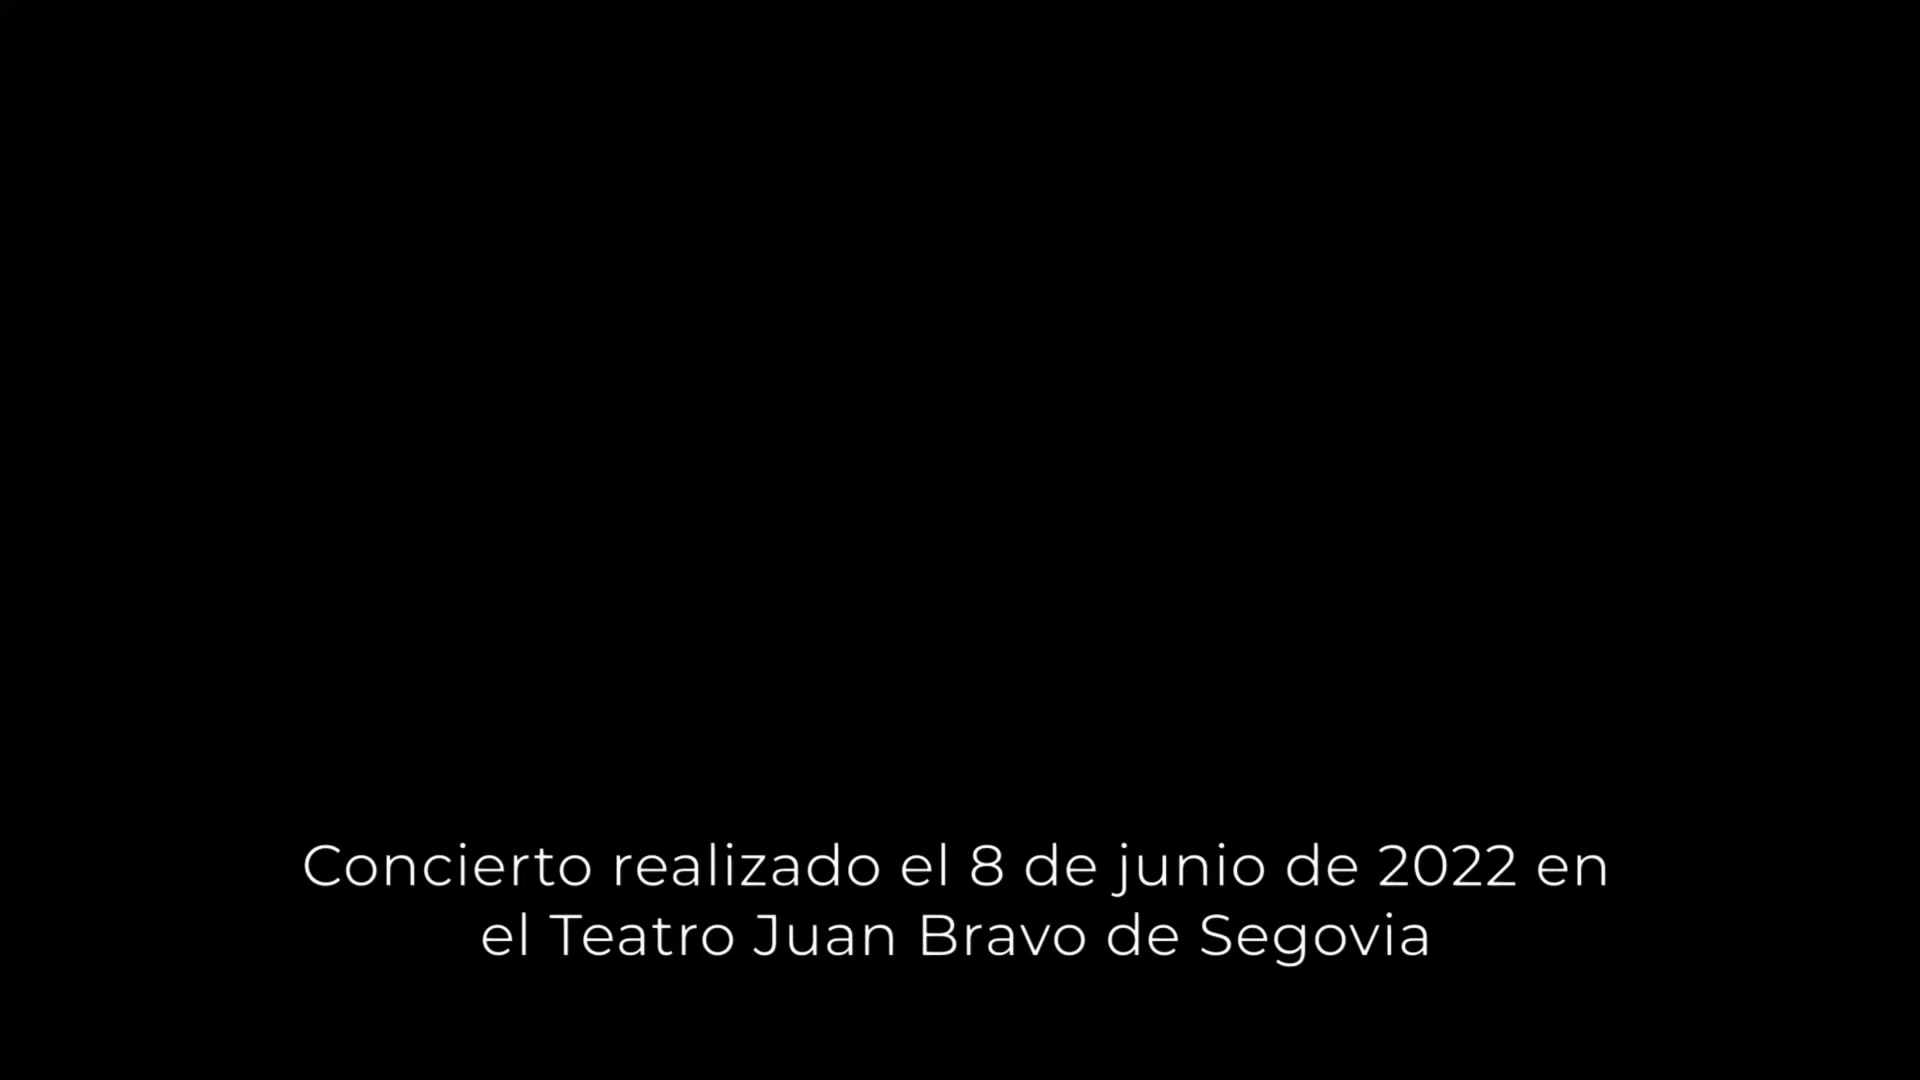 Concierto realizado el 8 de junio de 2022 en
el Teatro Juan Bravo de Segovia